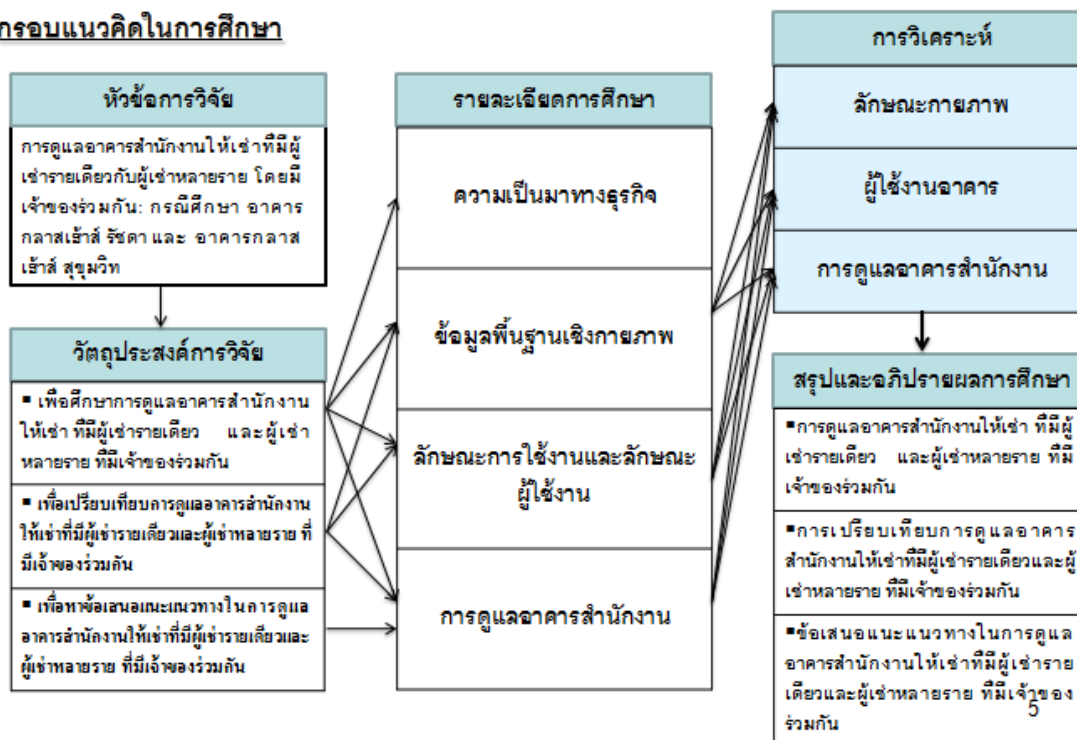 กรอบแนวคิดในการศึกษา
หัวข้อการวิจัย
การดูแลอาคารสำนักงานให้เช่าที่มีผู้
เช่ารายเดียวกับผู้เช่าหลายราย โดยมี
เจ้าของร่วมกัน: กรณีศึกษา อาคาร
กลาสเฮ้าส์ รัชดา และ อาคารกลาส
เฮ้าส์ สุขุมวิท
วัตถุประสงค์การวิจัย
▪ เพื่อศึกษาการดูแลอาคารสำนักงาน
ให้เช่า ที่มีผู้เช่ารายเดียว และผู้เช่า
หลายราย ที่มีเจ้าของร่วมกัน
▪ เพื่อเปรียบเทียบการดูแลอาคารสำนักงาน
ให้เช่าที่มีผู้เช่ารายเดียวและผู้เช่าหลายราย ที่
มีเจ้าของร่วมกัน
▪ เพื่อหาข้อเสนอแนะแนวทางในการดูแล
อาคารสำนักงานให้เช่าที่มีผู้เช่ารายเดียวและ
ผู้เช่าหลายราย ที่มีเจ้าของร่วมกัน
รายละเอียดการศึกษา
ความเป็นมาทางธุรกิจ
ข้อมูลพื้นฐานเชิงกายภาพ
ลักษณะการใช้งานและลักษณะ
ผู้ใช้งาน
การดูแลอาคารสำนักงาน
การวิเคราะห์
ลักษณะกายภาพ
ผู้ใช้งานอาคาร
การดูแลอาคารสำนักงาน
สรุปและอภิปรายผลการศึกษา
▪การดูแลอาคารสำนักงานให้เช่า ที่มีผู้
เช่ารายเดียว และผู้เช่าหลายราย ที่มี
เจ้าของร่วมกัน
▪การเปรียบเทียบการดูแลอาคาร
สำนักงานให้เช่าที่มีผู้เช่ารายเดียวและผู้
เช่าหลายราย ที่มีเจ้าของร่วมกัน
▪ข้อเสนอแนะแนวทางในการดูแล
อาคารสำนักงานให้เช่าที่มีผู้เช่าราย
เดียวและผู้เช่าหลายราย ที่มีเจ้าของ
ร่วมกัน
5